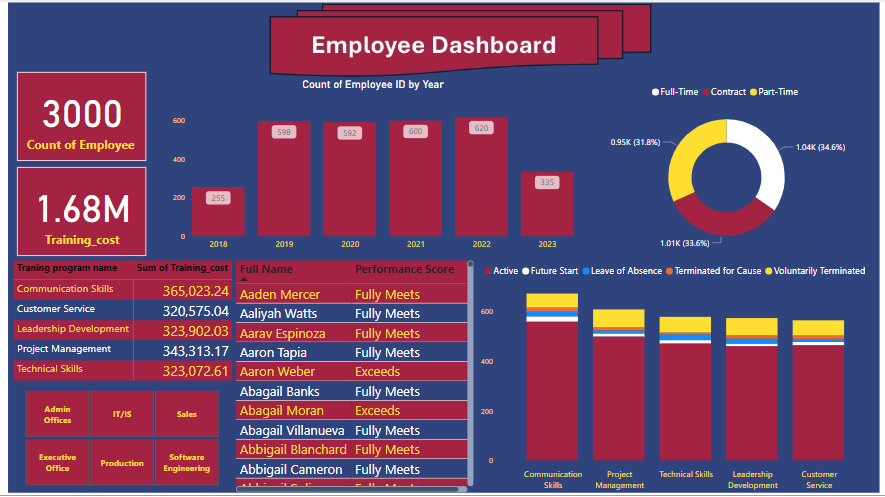 Employee Dashboard
3000
Count of Employee
1.68M
Training_cost
Count of Employee ID by Year
600
400
200
0
255
598
592
600
620
335
2018
2019
2020
2021
2022
2023
Full-Time
Contract
Part-Time
0.95K (31.8%)
1.04K (34.6%)
1.01K (33.6%)
Traning program name
Sum of Training_cost
Communication Skills
365,023.24
Customer Service
320,575.04
Leadership Development
323,902.03
Project Management
343,313.17
Technical Skills
323,072.61
Admin
Offices
IT/IS
Sales
Executive
Office
Production
Software
Engineering
Full Name
Performance Score
Aaden Mercer
Fully Meets
Aaliyah Watts
Fully Meets
Aarav Espinoza
Fully Meets
Aaron Tapia
Fully Meets
Aaron Weber
Exceeds
Abagail Banks
Fully Meets
Abagail Moran
Exceeds
Abagail Villanueva
Fully Meets
Abbigail Blanchard
Fully Meets
Abbigail Cameron
Fully Meets
Active
Future Start
Leave of Absence
Terminated for Cause
Voluntarily Terminated
600
400
200
0
Communication
Skills
Project
Management
Technical Skills
Leadership
Development
Customer
Service